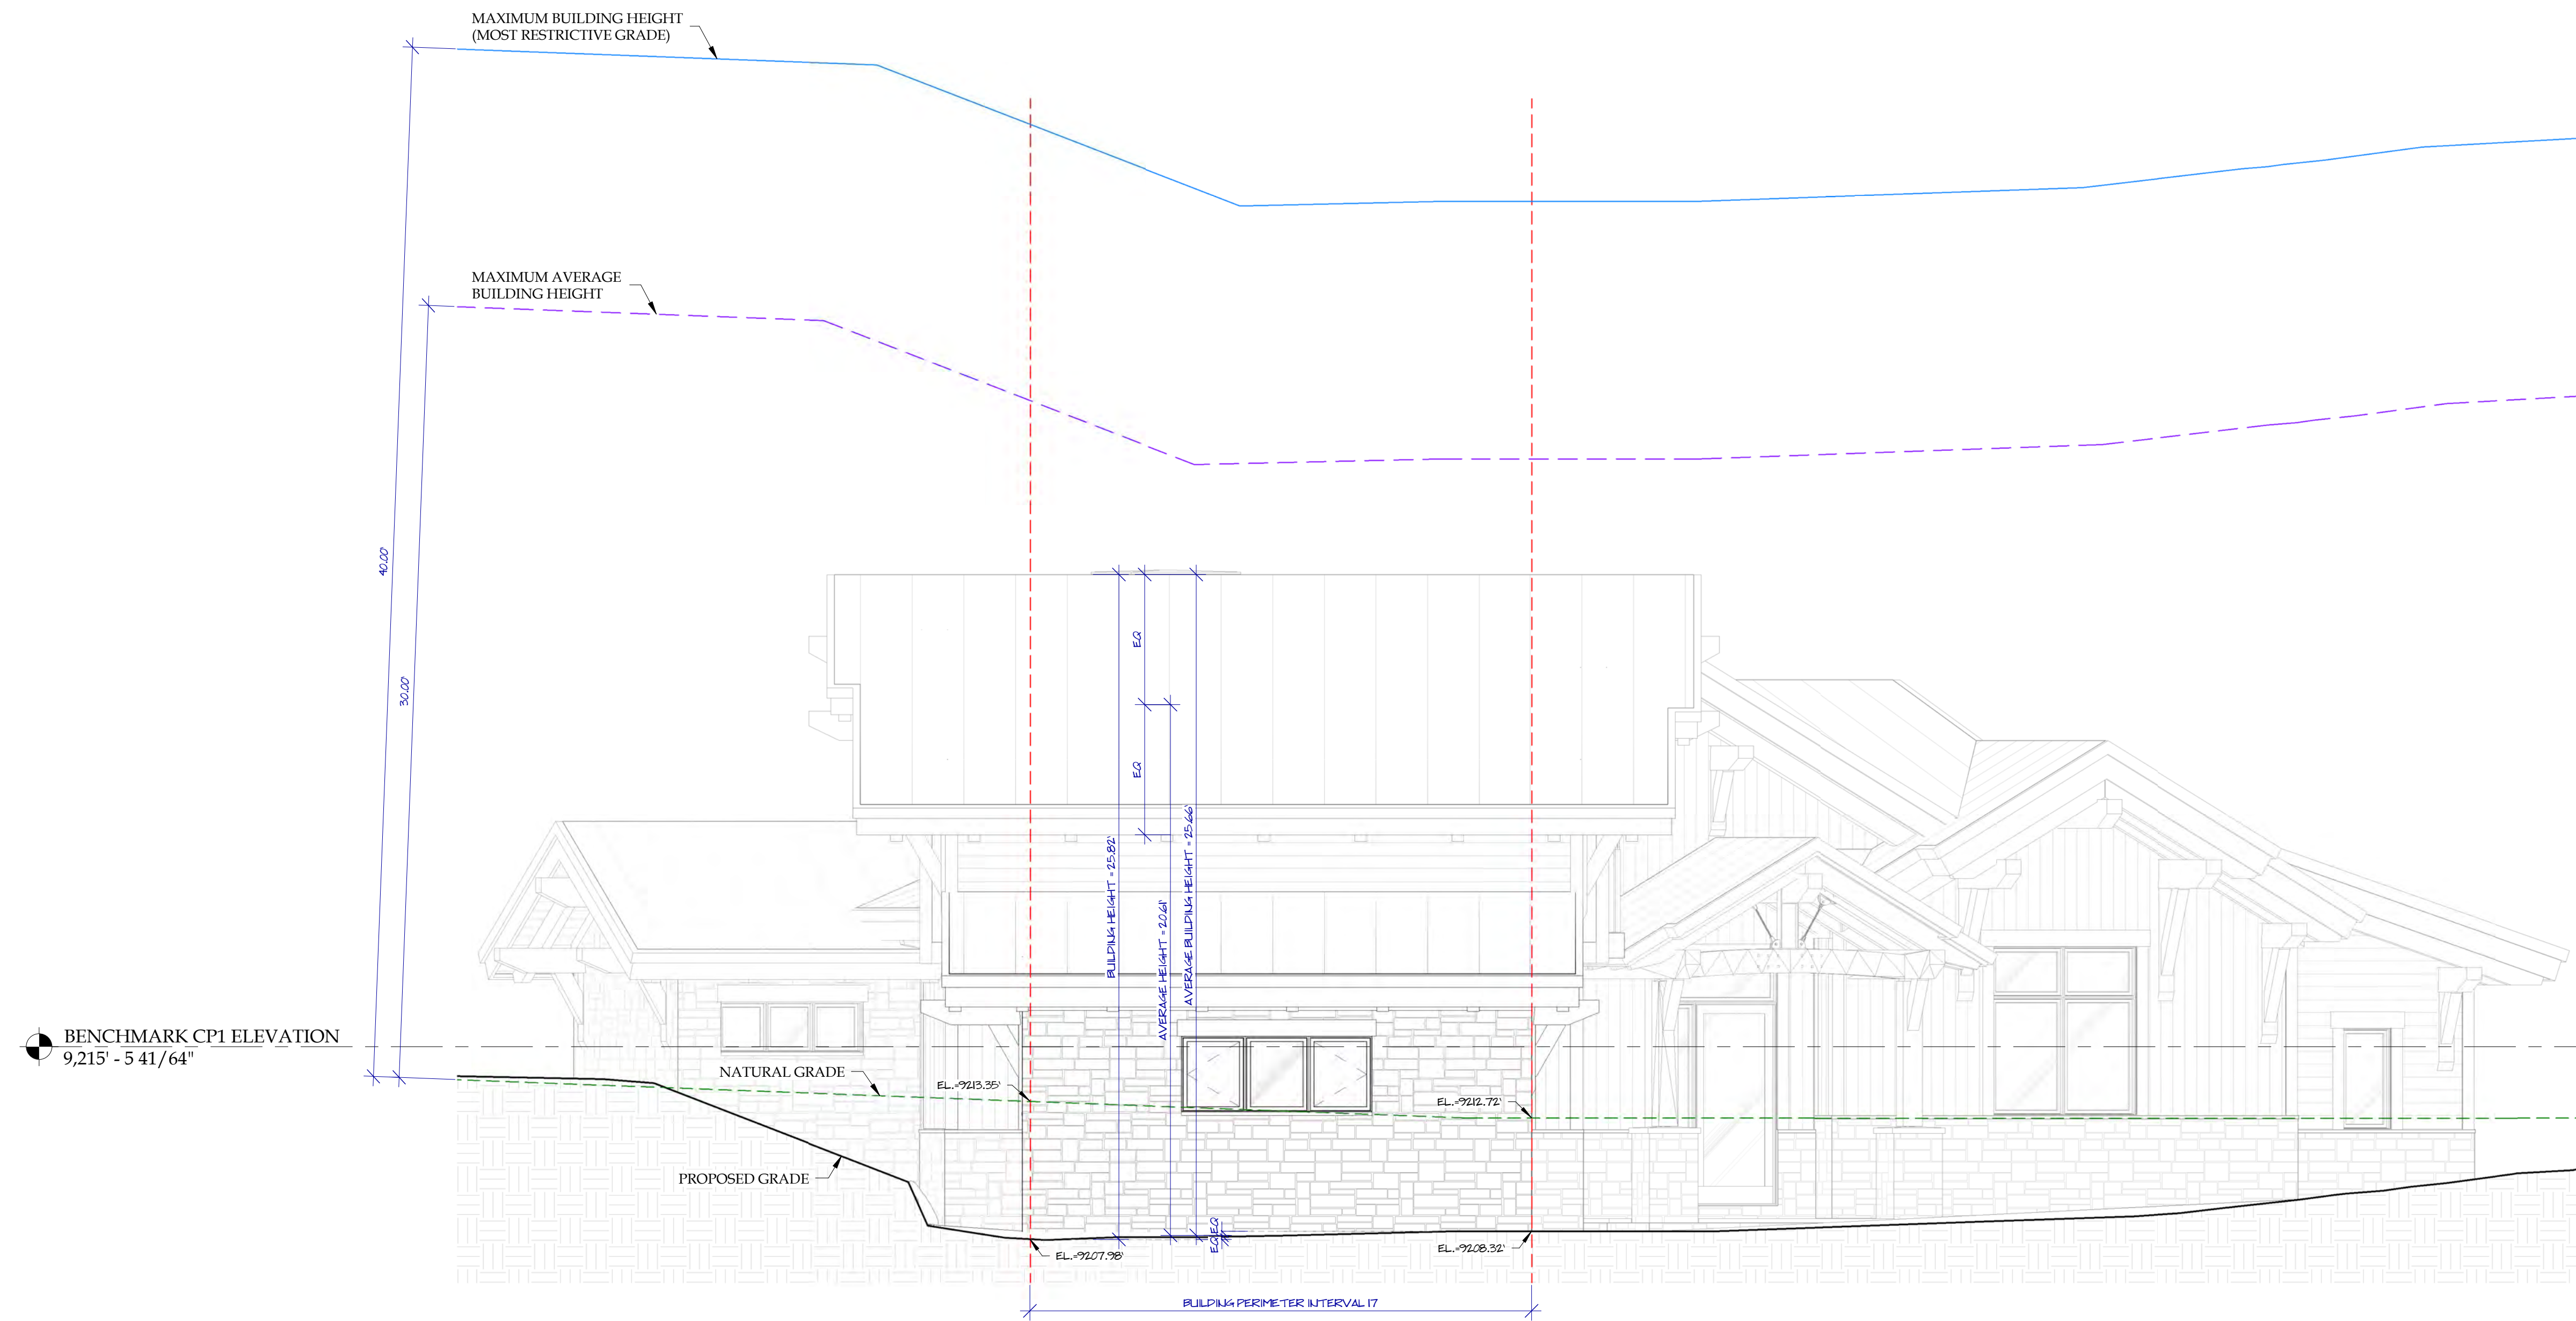 MAXIMUM BUILDING HEIGHT
(MOST RESTRICTIVE GRADE)
MAXIMUM AVERAGE
BUILDING HEIGHT
40.00'
30.00'
EQ
EQ
BUILDING HEIGHT = 25.82'
AVERAGE HEIGHT = 20.61'
AVERAGE BUILDING HEIGHT = 25.66'
BENCHMARK CP1 ELEVATION
9,215' - 5 41/64"
NATURAL GRADE
EL.=9213.35'
EL.=9212.72'
PROPOSED GRADE
EQ EQ
EL.=9207.98'
EL.=9208.32'
BUILDING PERIMETER INTERVAL 17